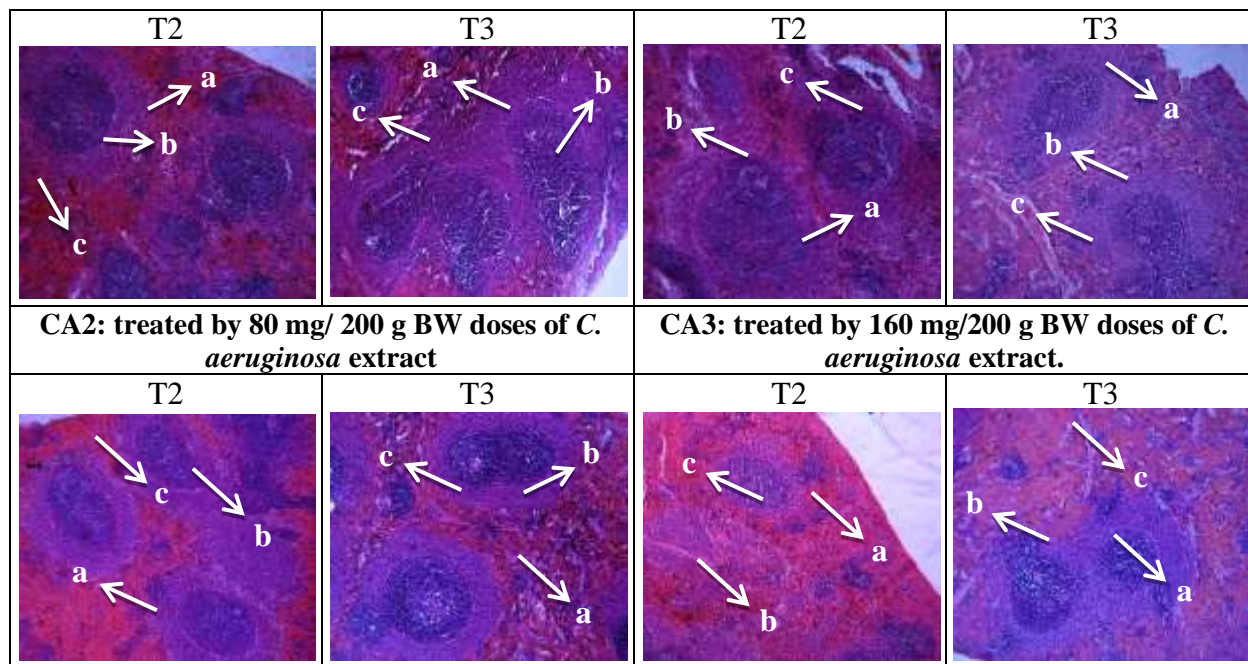 T2 T3 T2 T3
a
b
c
a
b
c
c
b
a
a
b
c
CA2: treated by 80 mg/ 200 g BW doses of C.
aeruginosa extract
CA3: treated by 160 mg/200 g BW doses of C.
aeruginosa extract.
T2 T3 T2 T3
c
b
a
c
b
a
c
a
b
c
b
a